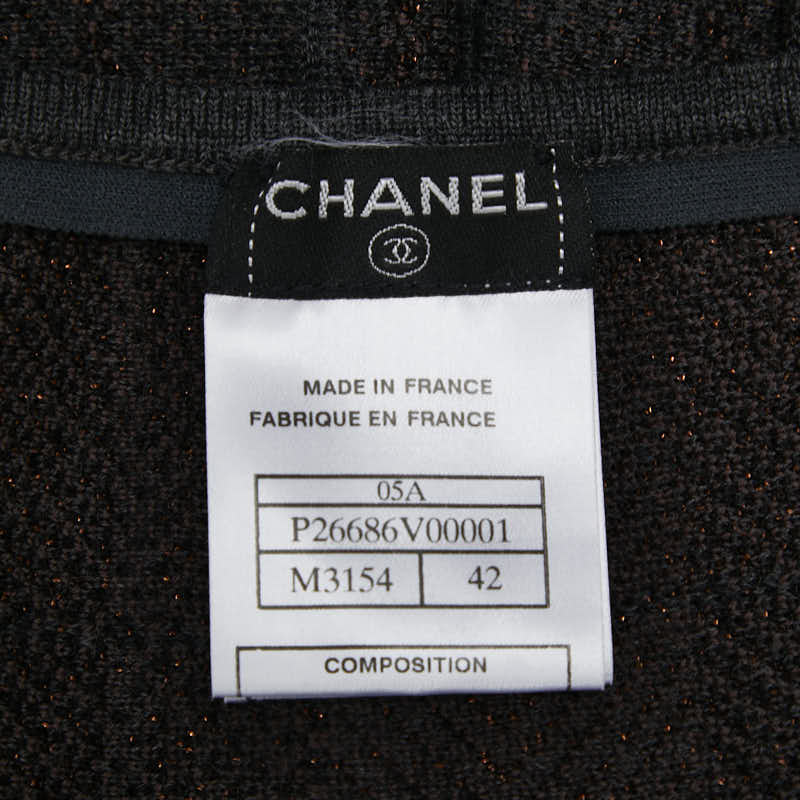 CHANEL
MADE IN FRANCE
FABRIQUE EN FRANCE
05A
P26686V00001
M3154 42
COMPOSITION